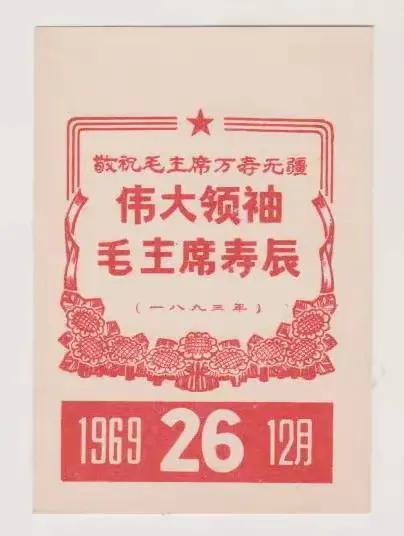 敬祝毛主席万寿无疆
伟大领袖
毛主席寿辰
(一八九三年)
1969 26 12月